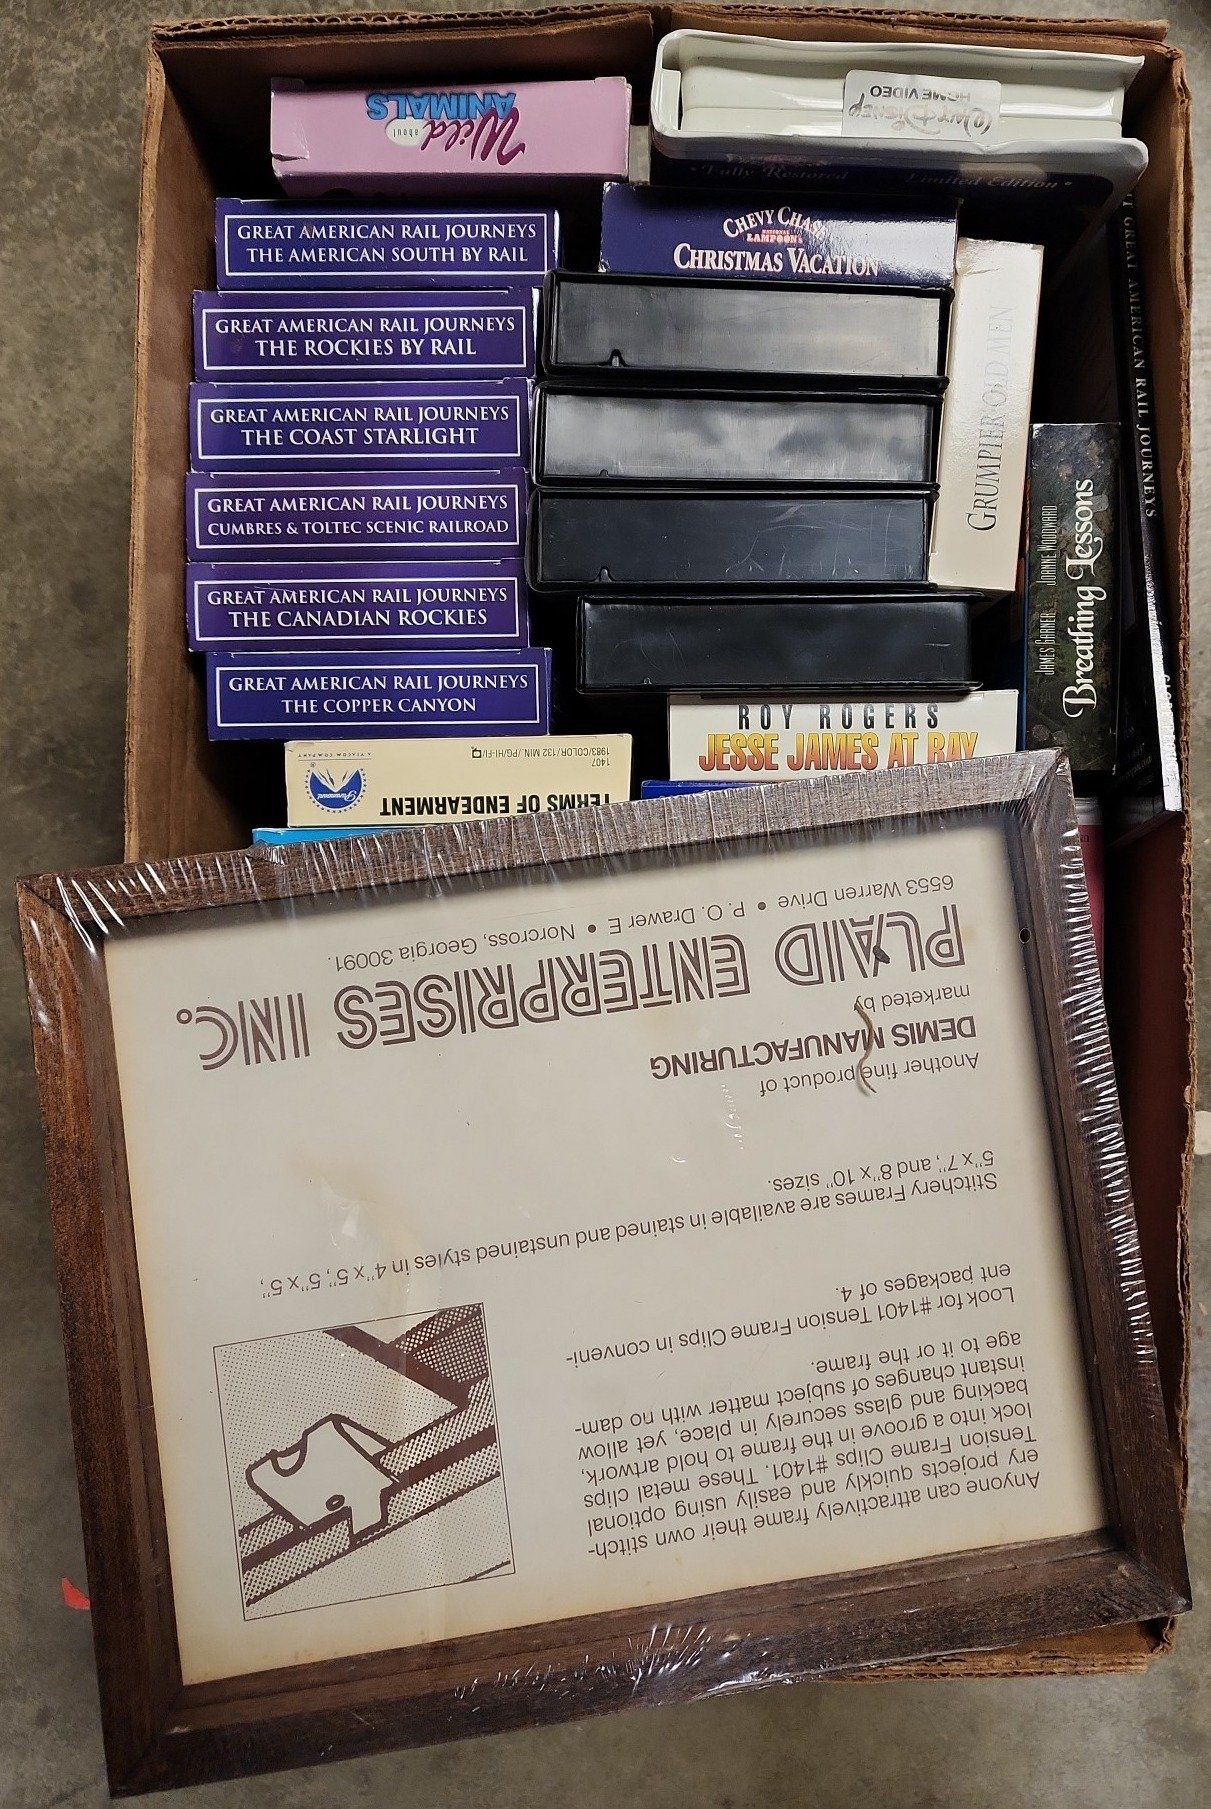 Wild
about
ANIMALS
WALT DISNEY
HOME VIDEO
• Fully Restored
Limited Edition •
GREAT AMERICAN RAIL JOURNEYS
THE AMERICAN SOUTH BY RAIL
GREAT AMERICAN RAIL JOURNEYS
THE ROCKIES BY RAIL
GREAT AMERICAN RAIL JOURNEYS
THE COAST STARLIGHT
GREAT AMERICAN RAIL JOURNEYS
CUMBRES & TOLTEC SCENIC RAILROAD
GREAT AMERICAN RAIL JOURNEYS
THE CANADIAN ROCKIES
GREAT AMERICAN RAIL JOURNEYS
THE COPPER CANYON
CHEVY CHASE
NATIONAL
LAMPOON'S
CHRISTMAS VACATION
GRUMPIER OLD MEN
JAMES GARNER JOANNE WOODWARD
Breathing Lessons
GREAT AMERICAN RAIL JOURNEYS
ROY ROGERS
JESSE JAMES AT BAY
1407
1983/COLOR/132 MIN./PG/HI-FI/
Paramount
A VIACOM COMPANY
TERMS OF ENDEARMENT
Anyone can attractively frame their own stitch-
ery projects quickly and easily using optional
Tension Frame Clips #1401. These metal clips
lock into a groove in the frame to hold artwork,
backing and glass securely in place, yet allow
instant changes of subject matter with no dam-
age to it or the frame.
Look for #1401 Tension Frame Clips in conveni-
ent packages of 4.
Stitchery Frames are available in stained and unstained styles in 4"x 5", 5"x 5",
5"x 7", and 8"x 10" sizes.
Another fine product of
DEMIS MANUFACTURING
marketed by
PLAID ENTERPRISES INC.
6553 Warren Drive • P. O. Drawer E • Norcross, Georgia 30091.